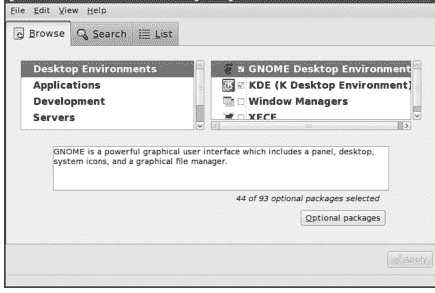 File Edit View Help
Browse Search List
Desktop Environments
Applications
Development
Servers
GNOME Desktop Environment
KDE (K Desktop Environment)
Window Managers
XFCE
GNOME is a powerful graphical user interface which includes a panel, desktop,
system icons, and a graphical file manager.
44 of 93 optional packages selected
Optional packages
Apply